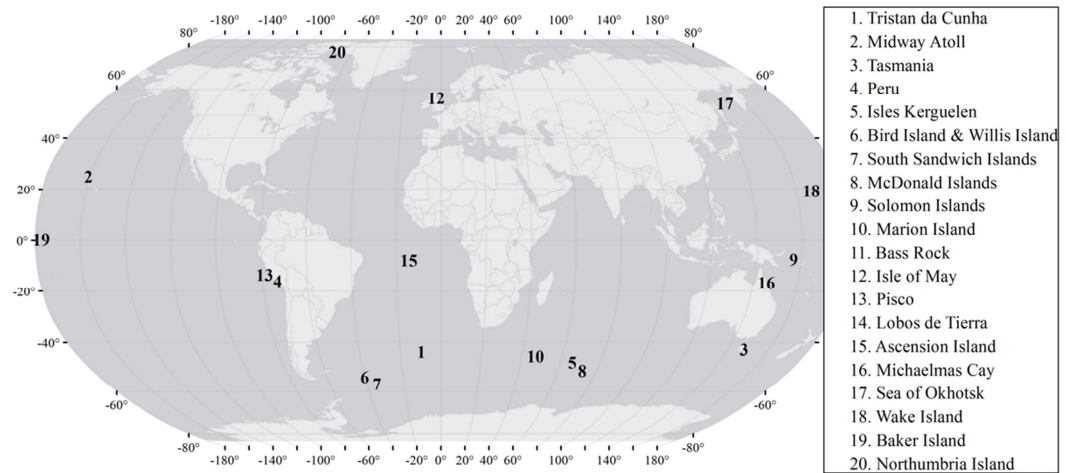 -180° -140° -100° -60° -20° 0° 20° 40° 60° 100° 140° 180°
80° 80°
60° 60°
40°
20°
0°
-20°
-40°
-60° -60°
-80° -80°
-180° -140° -100° -60° -20° 0° 20° 40° 60° 100° 140° 180°
20
12
17
2
18
19
15
9
13
4
16
1
10
5
8
3
6
7
1. Tristan da Cunha
2. Midway Atoll
3. Tasmania
4. Peru
5. Isles Kerguelen
6. Bird Island & Willis Island
7. South Sandwich Islands
8. McDonald Islands
9. Solomon Islands
10. Marion Island
11. Bass Rock
12. Isle of May
13. Pisco
14. Lobos de Tierra
15. Ascension Island
16. Michaelmas Cay
17. Sea of Okhotsk
18. Wake Island
19. Baker Island
20. Northumbria Island